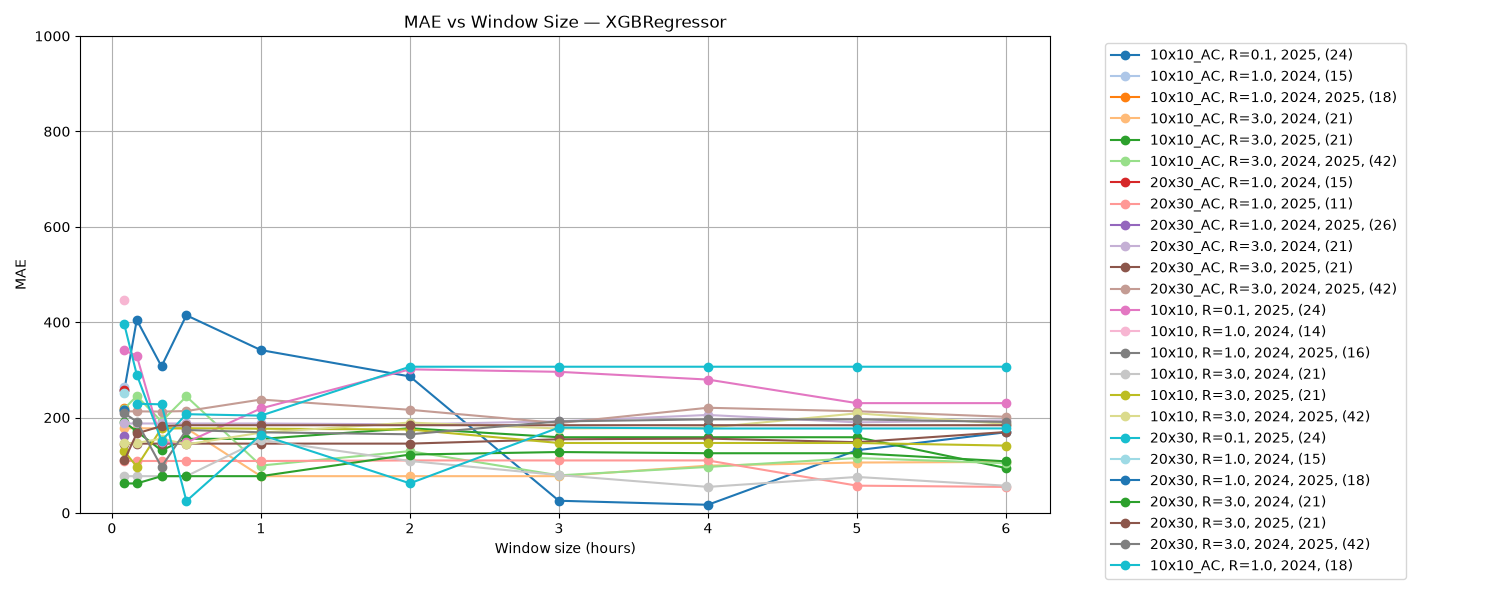 MAE vs Window Size — XGBRegressor
1000
800
600
400
200
0
MAE
0
1
2
3
4
5
6
Window size (hours)
10x10_AC, R=0.1, 2025, (24)
10x10_AC, R=1.0, 2024, (15)
10x10_AC, R=1.0, 2024, 2025, (18)
10x10_AC, R=3.0, 2024, (21)
10x10_AC, R=3.0, 2025, (21)
10x10_AC, R=3.0, 2024, 2025, (42)
20x30_AC, R=1.0, 2024, (15)
20x30_AC, R=1.0, 2025, (11)
20x30_AC, R=1.0, 2024, 2025, (26)
20x30_AC, R=3.0, 2024, (21)
20x30_AC, R=3.0, 2025, (21)
20x30_AC, R=3.0, 2024, 2025, (42)
10x10, R=0.1, 2025, (24)
10x10, R=1.0, 2024, (14)
10x10, R=1.0, 2024, 2025, (16)
10x10, R=3.0, 2024, (21)
10x10, R=3.0, 2025, (21)
10x10, R=3.0, 2024, 2025, (42)
20x30, R=0.1, 2025, (24)
20x30, R=1.0, 2024, (15)
20x30, R=1.0, 2024, 2025, (18)
20x30, R=3.0, 2024, (21)
20x30, R=3.0, 2025, (21)
20x30, R=3.0, 2024, 2025, (42)
10x10_AC, R=1.0, 2024, (18)